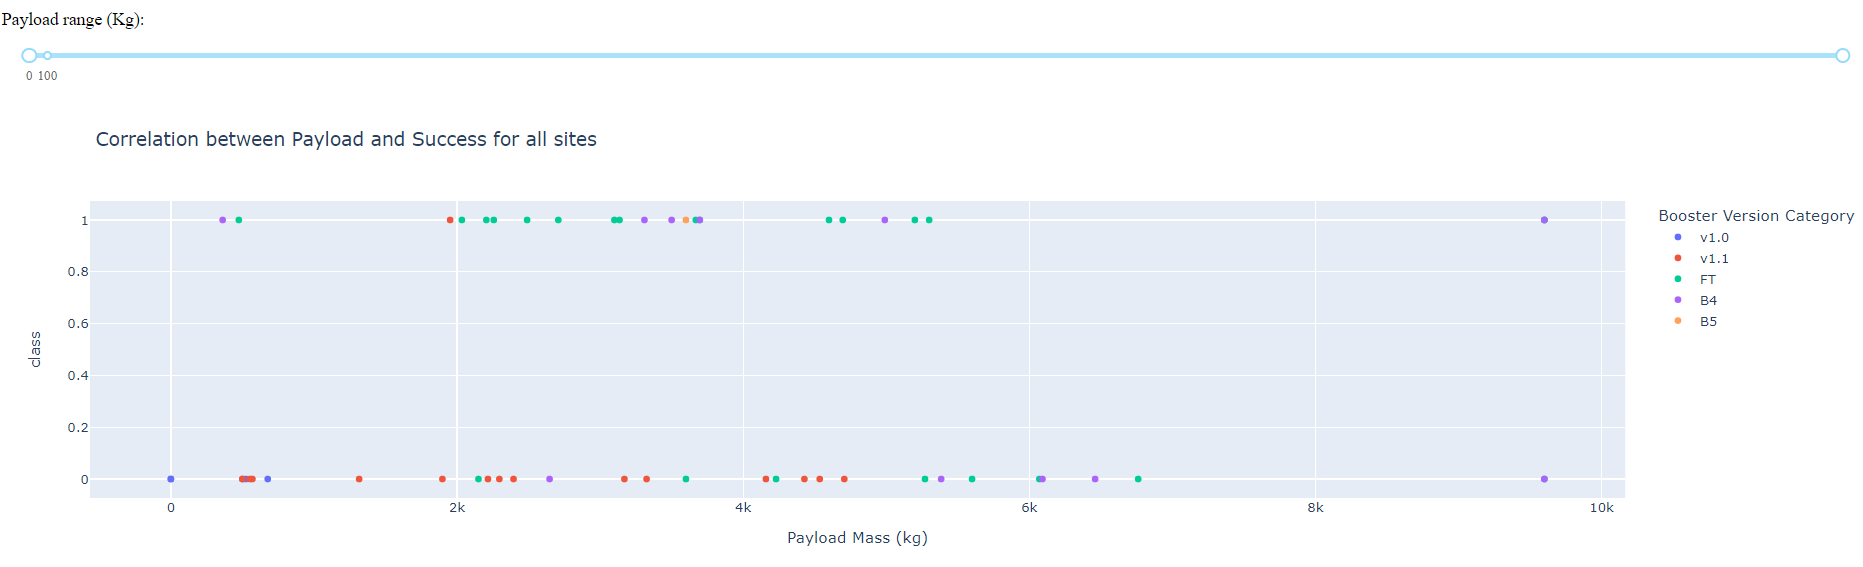 Payload range (Kg):
0 100
Correlation between Payload and Success for all sites
1
0.8
0.6
0.4
0.2
0
class
0 2k 4k 6k 8k 10k
Payload Mass (kg)
Booster Version Category
v1.0
v1.1
FT
B4
B5